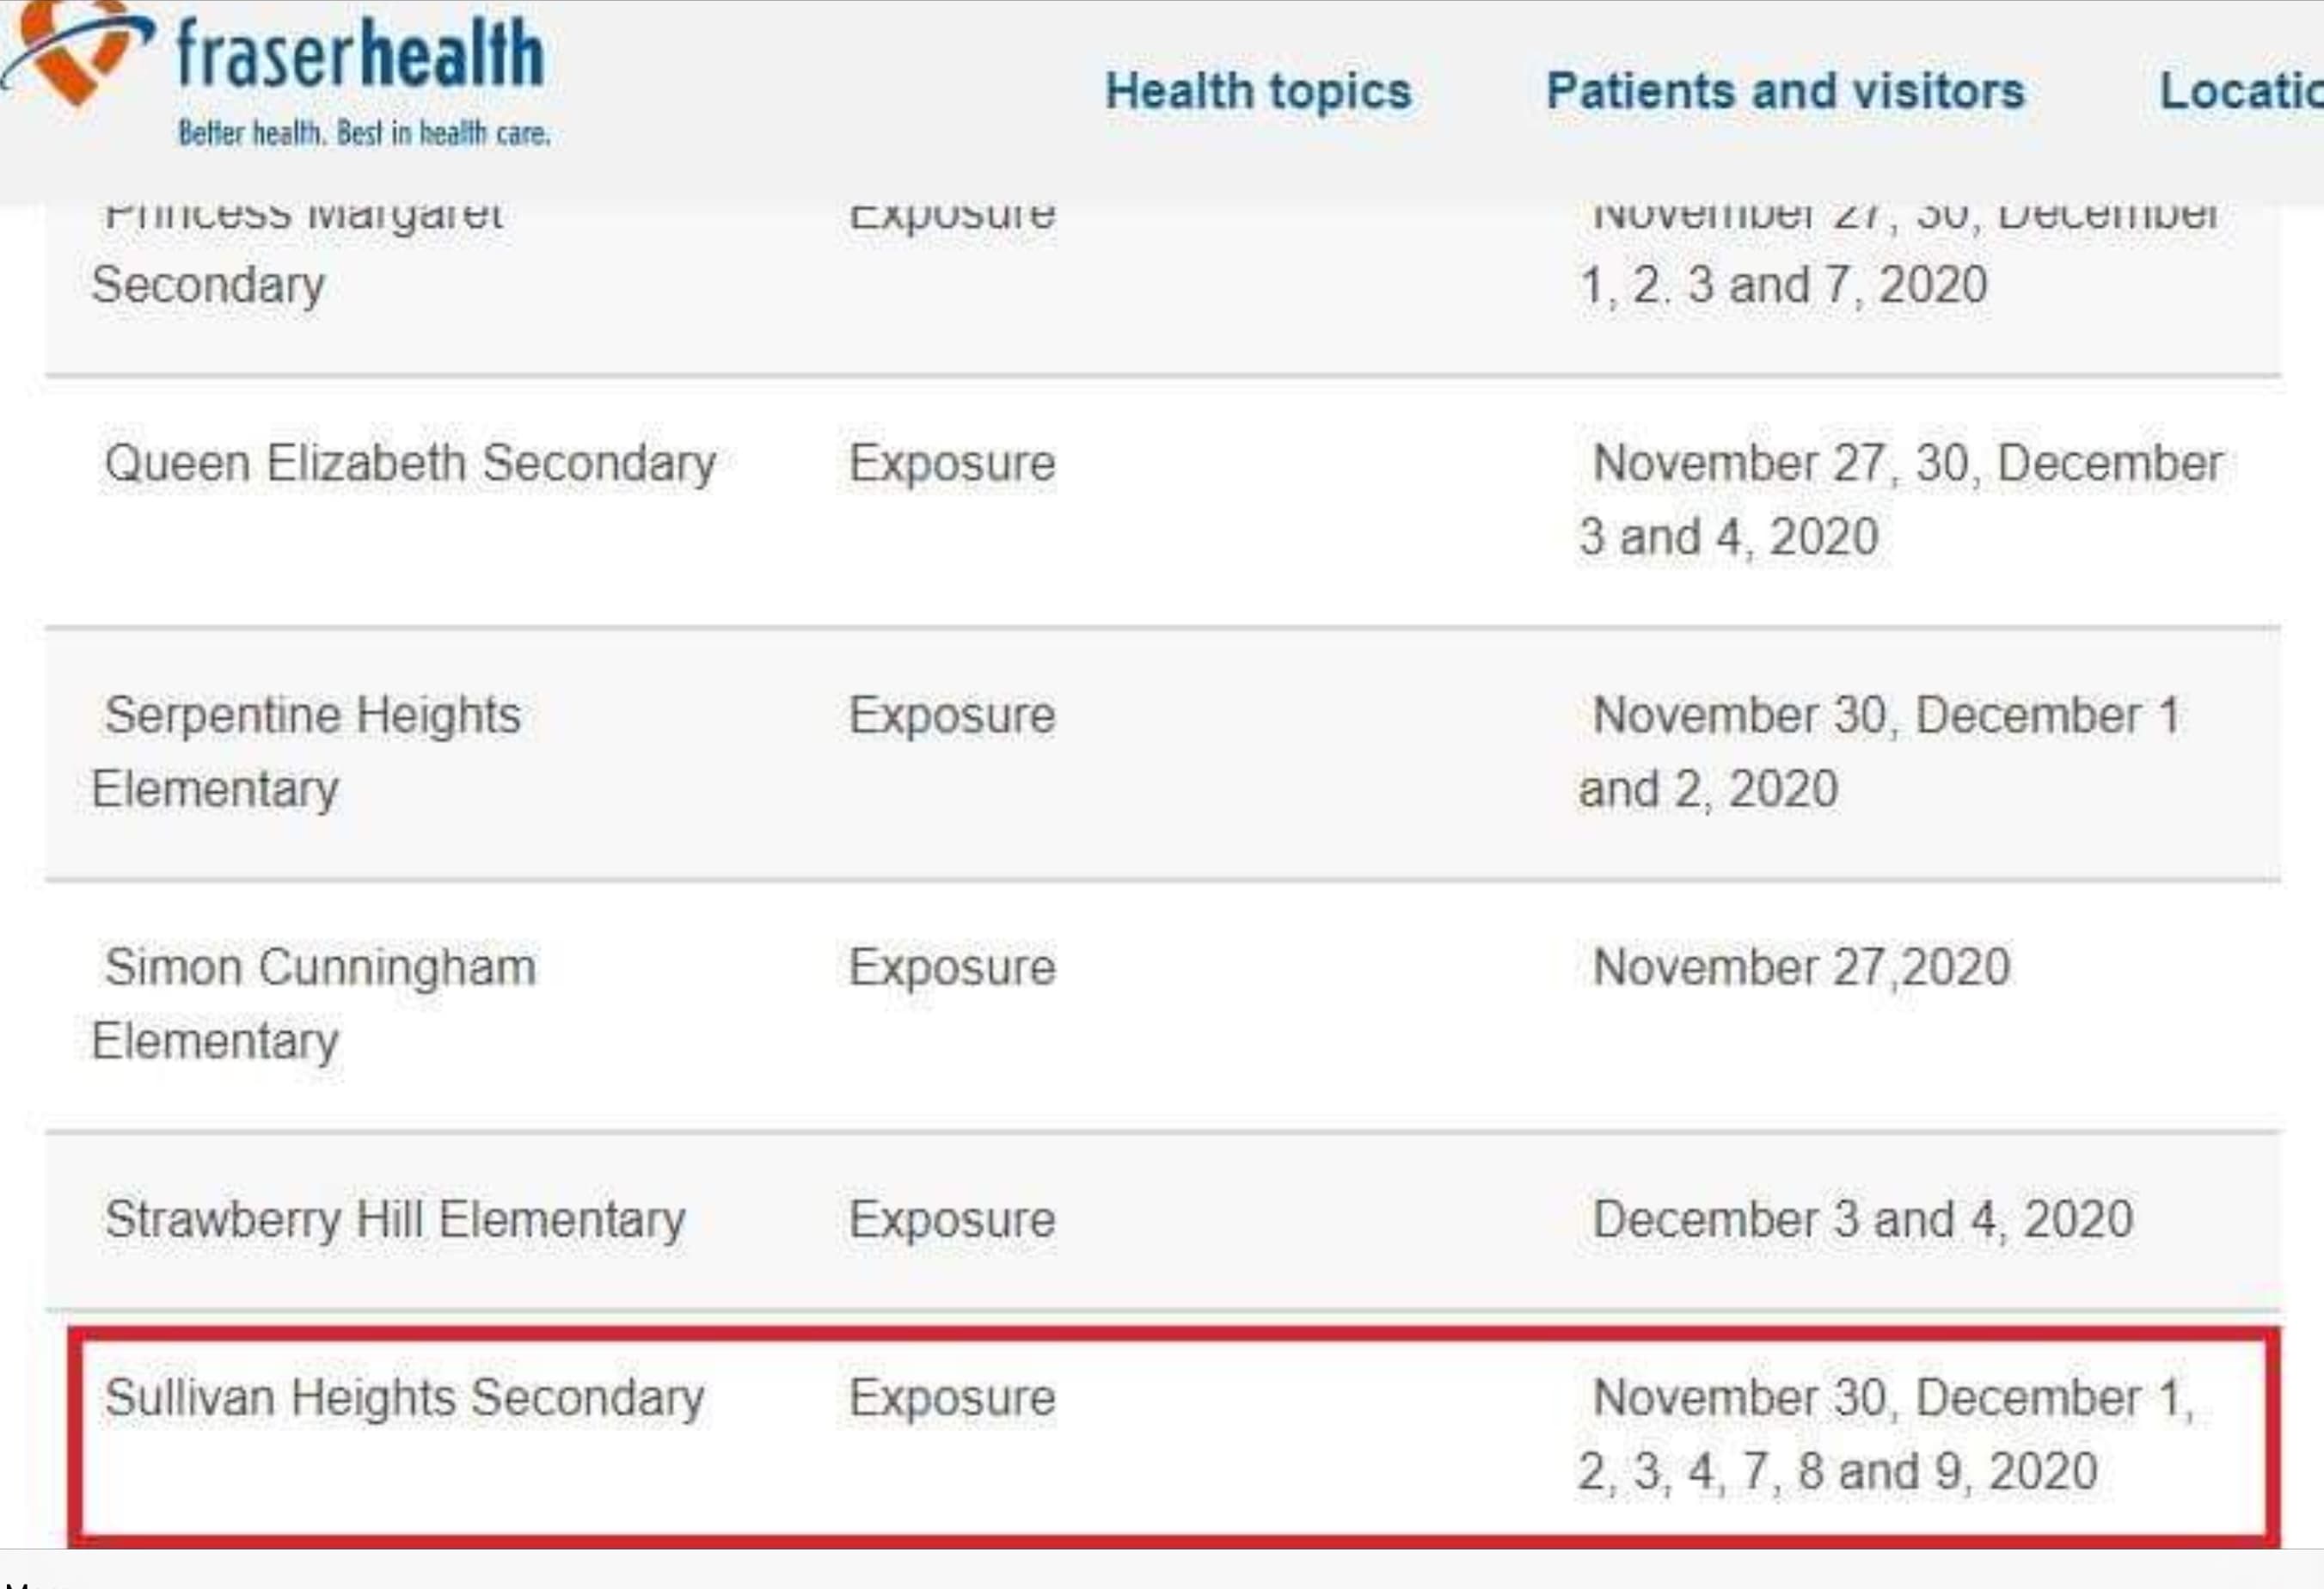 fraserhealth
Better health. Best in health care.
Health topics Patients and visitors Locatio
Princess Margaret Exposure November 27, 30, December
Secondary 1, 2. 3 and 7, 2020
Queen Elizabeth Secondary Exposure November 27, 30, December
3 and 4, 2020
Serpentine Heights Exposure November 30, December 1
Elementary and 2, 2020
Simon Cunningham Exposure November 27,2020
Elementary
Strawberry Hill Elementary Exposure December 3 and 4, 2020
Sullivan Heights Secondary Exposure November 30, December 1,
2, 3, 4, 7, 8 and 9, 2020